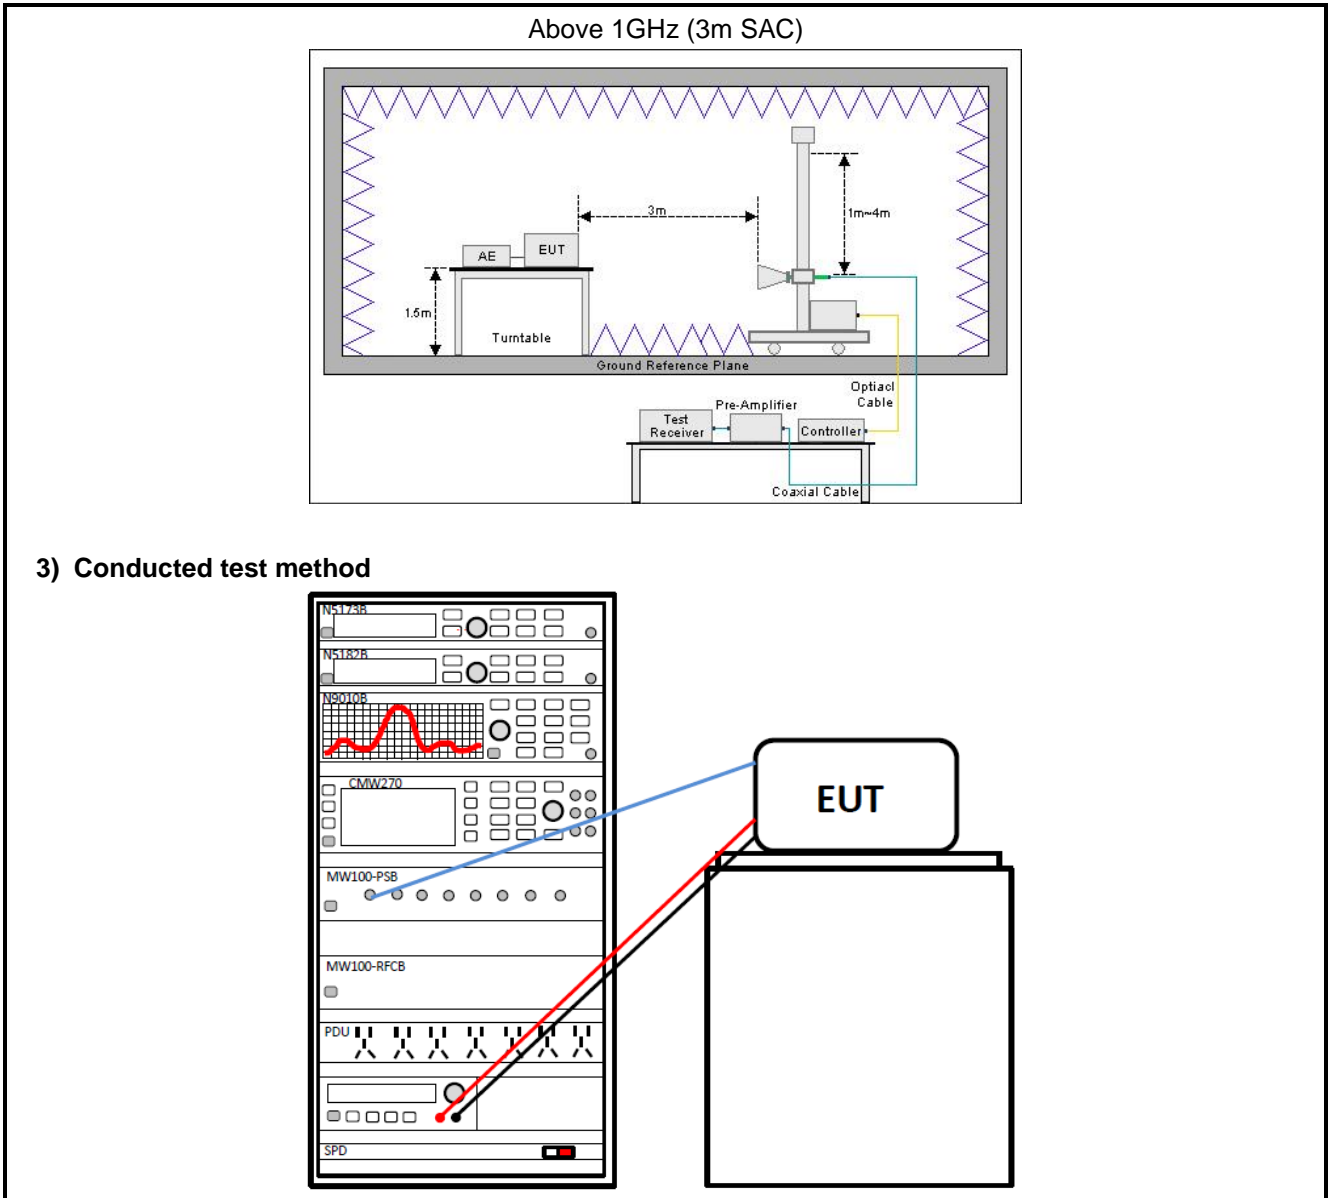 Above 1GHz (3m SAC)
3m
1m~4m
AE
EUT
1.5m
Turntable
Ground Reference Plane
Optiacl
Cable
Pre-Amplifier
Test
Receiver
Controller
Coaxial Cable
3) Conducted test method
N5173B
N5182B
N9010B
CMW270
EUT
MW100-PSB
MW100-RFCB
PDU
SPD